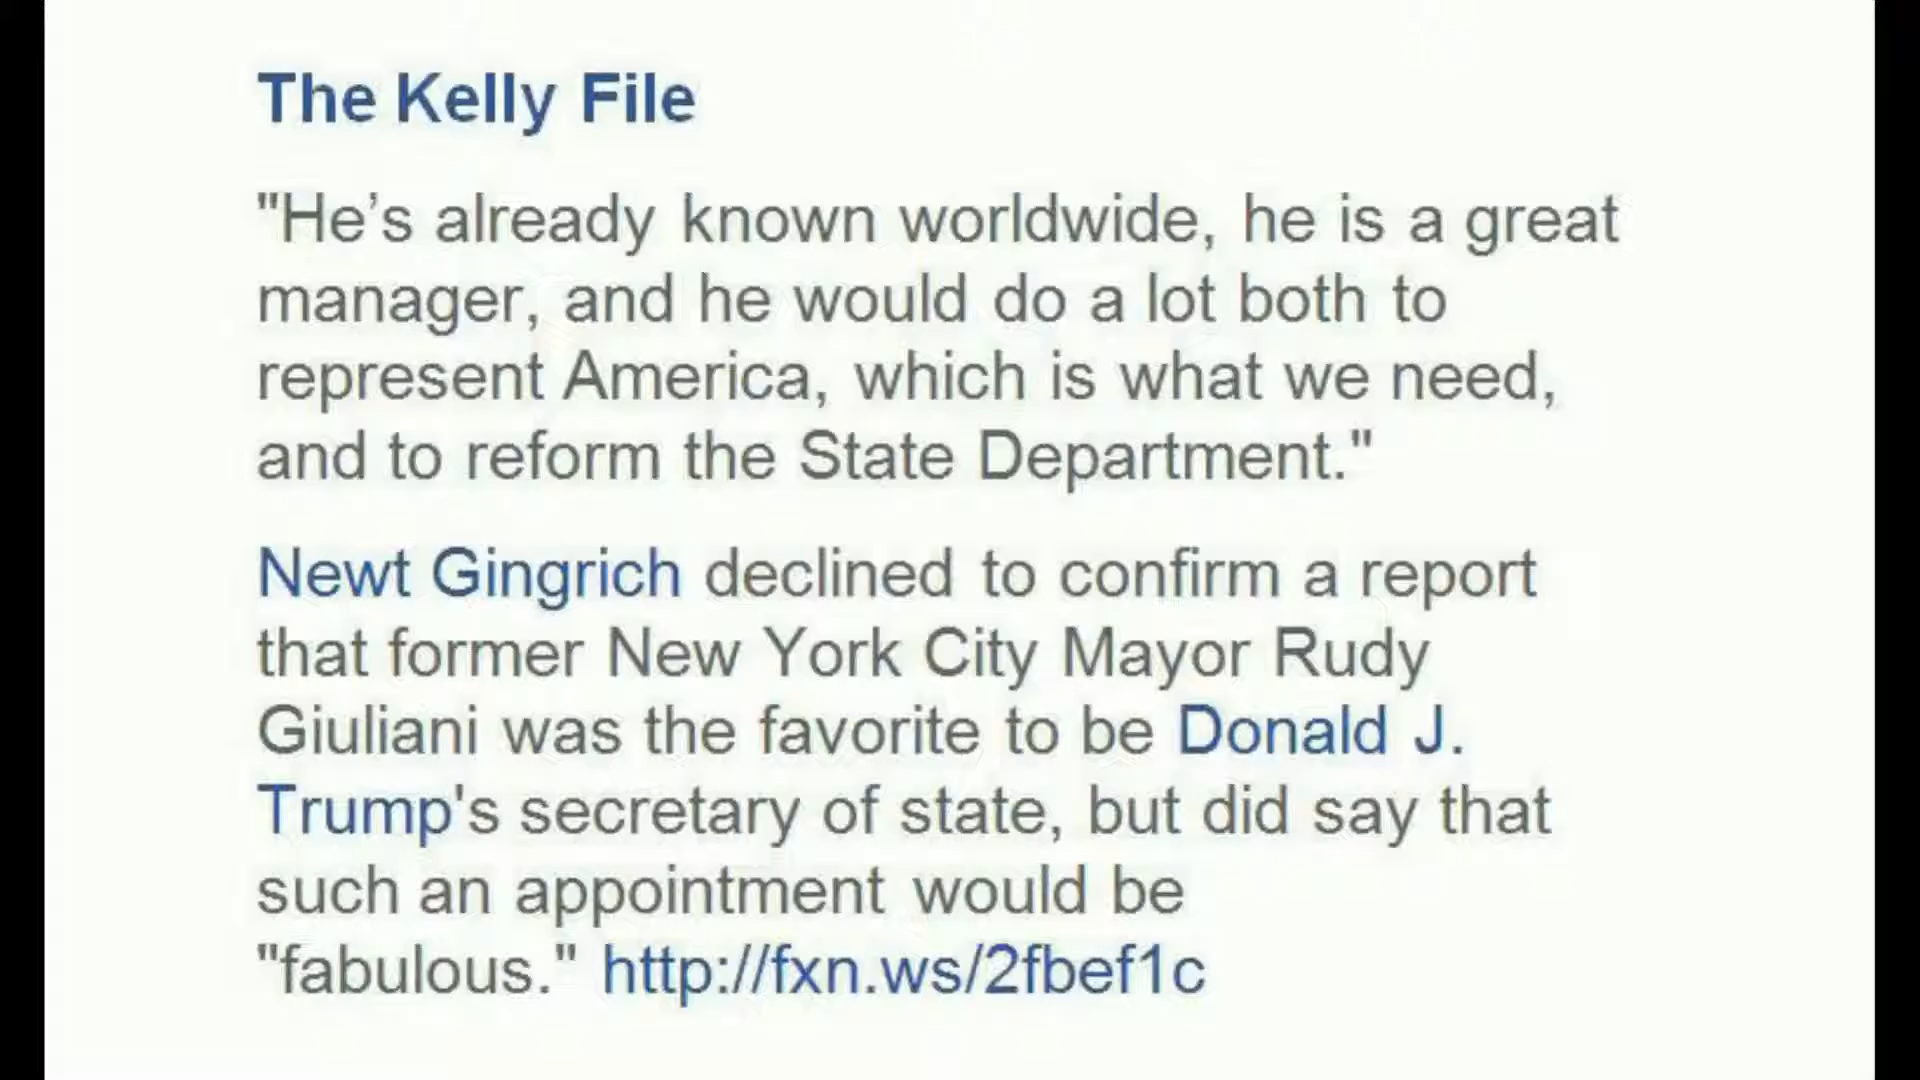 The Kelly File
"He’s already known worldwide, he is a great
manager, and he would do a lot both to
represent America, which is what we need,
and to reform the State Department."
Newt Gingrich declined to confirm a report
that former New York City Mayor Rudy
Giuliani was the favorite to be Donald J.
Trump's secretary of state, but did say that
such an appointment would be
"fabulous." http://fxn.ws/2fbef1c